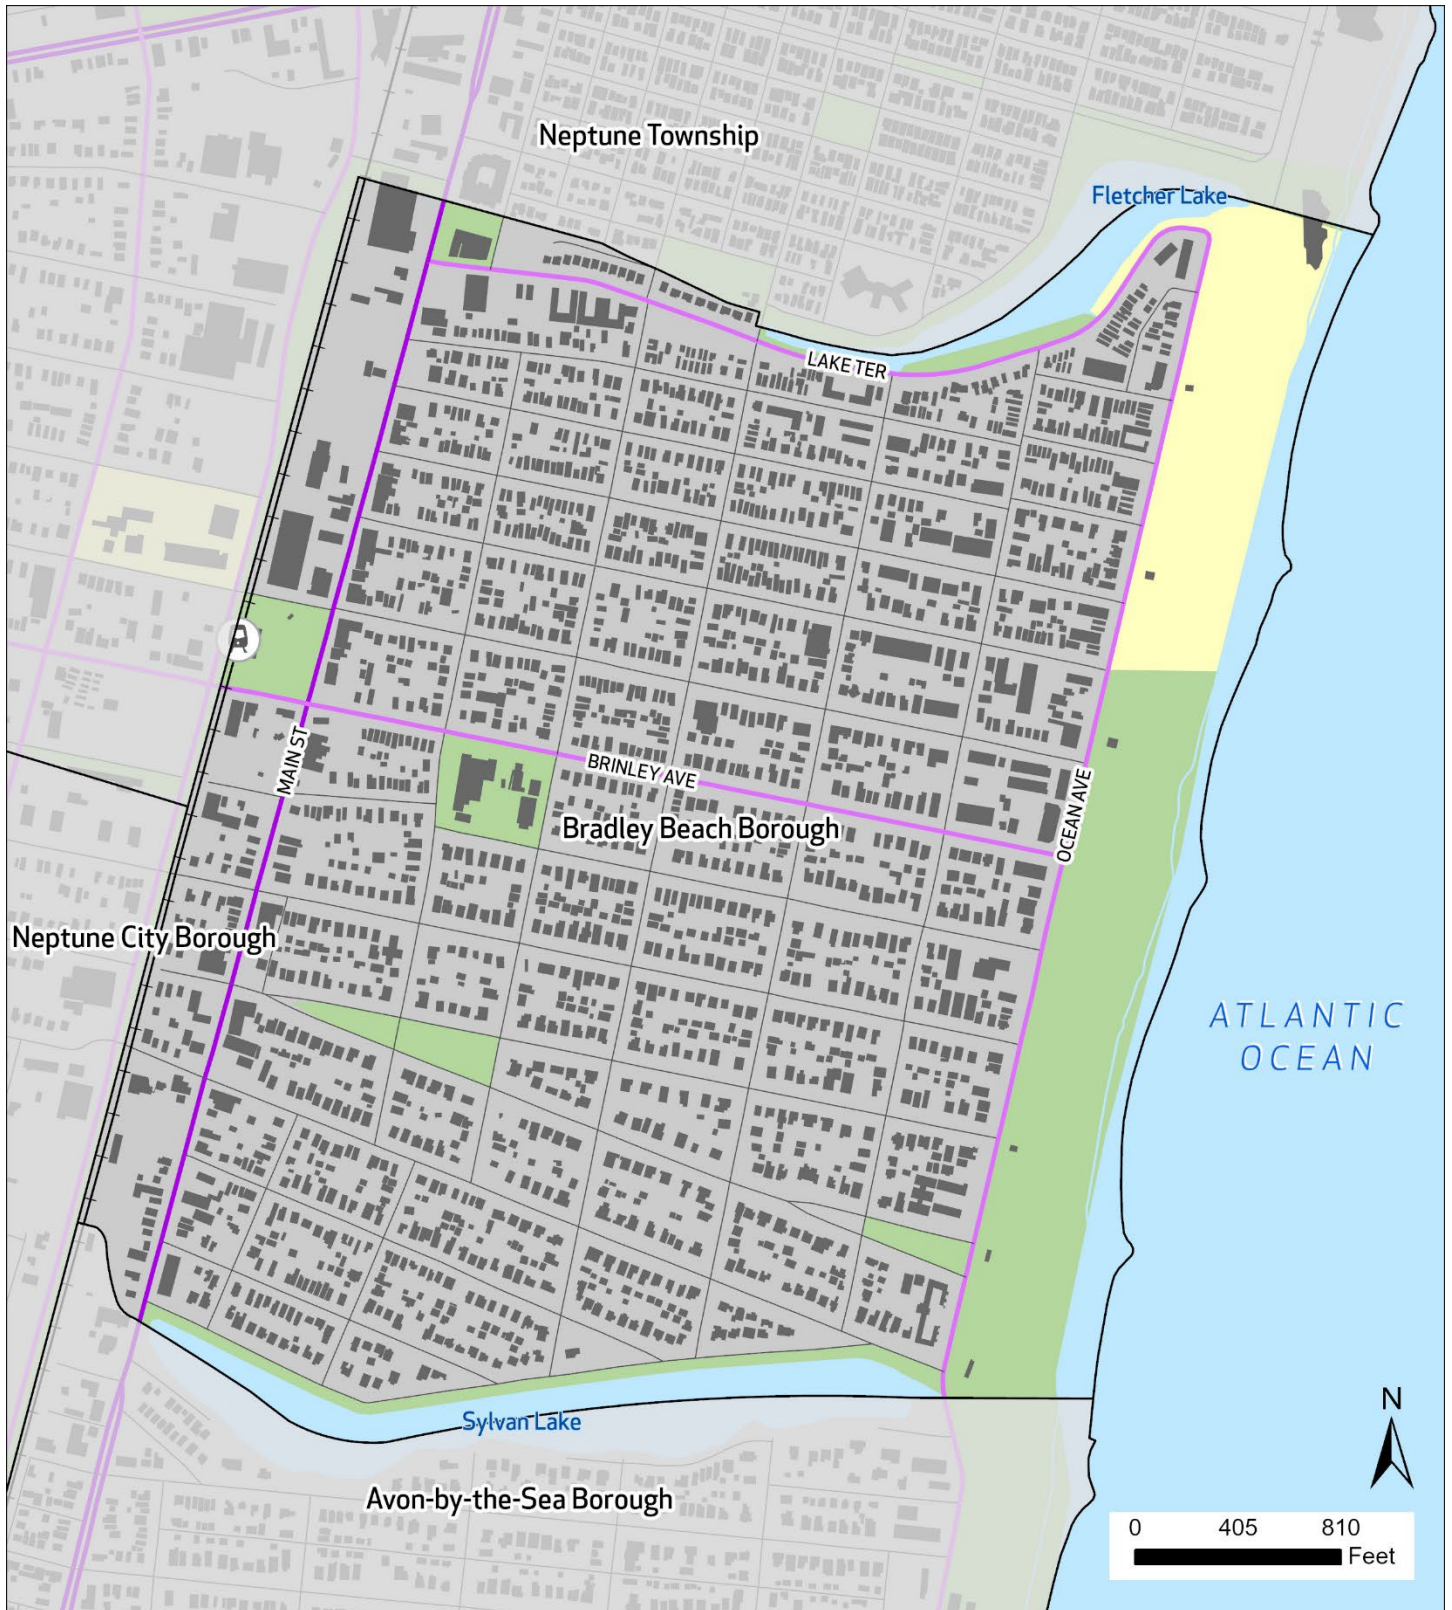 Neptune Township
Fletcher Lake
LAKE TER
MAIN ST
BRINLEY AVE
OCEAN AVE
Bradley Beach Borough
Neptune City Borough
ATLANTIC
OCEAN
Sylvan Lake
Avon-by-the-Sea Borough
N
0 405 810
Feet